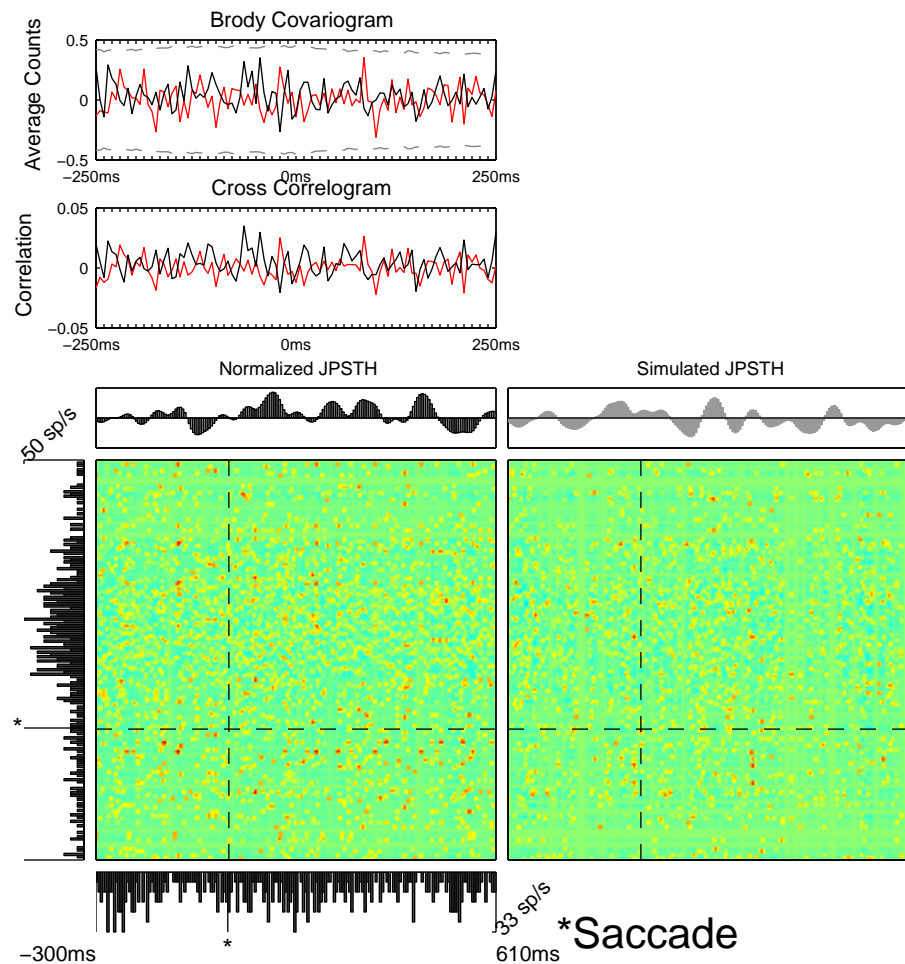 Brody Covariogram
Average Counts
0.5
0
−0.5
−250ms
0ms
250ms
Cross Correlogram
Correlation
0.05
0
−0.05
−250ms
0ms
250ms
Normalized JPSTH
Simulated JPSTH
50 sp/s
*
33 sp/s
*
−300ms
610ms
*Saccade